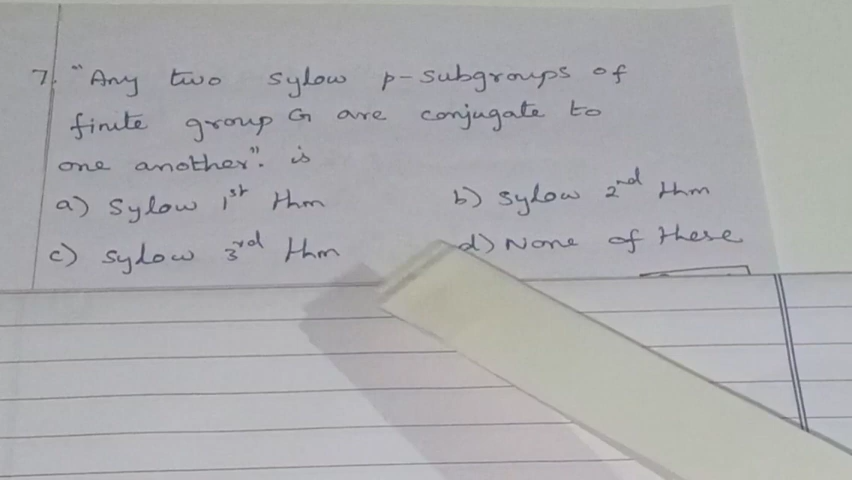 7. "Any two sylow p-subgroups of
finite group G are conjugate to
one another". is
a) Sylow 1st thm b) sylow 2nd thm
c) sylow 3rd thm d) None of these